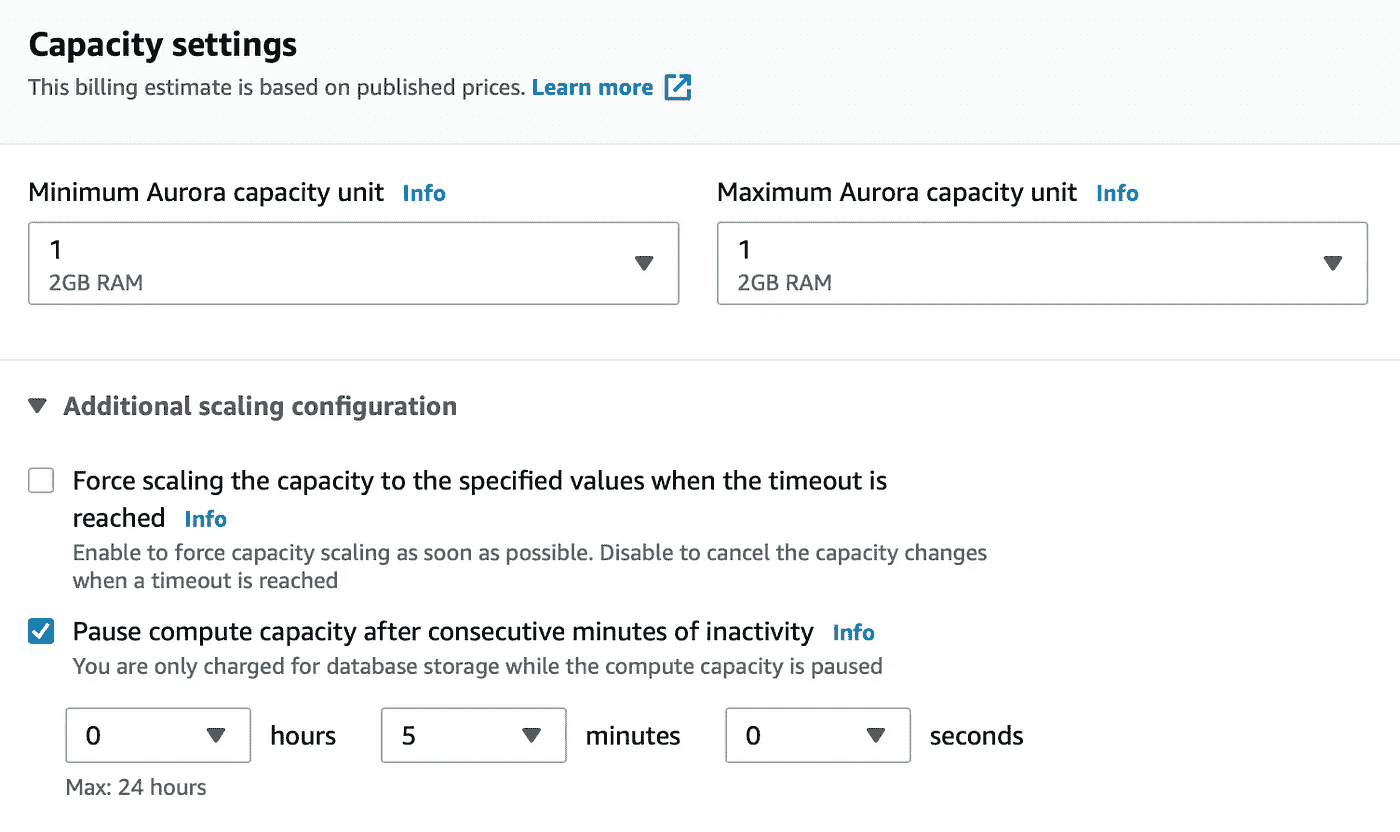 Capacity settings
This billing estimate is based on published prices. Learn more
Minimum Aurora capacity unit Info
1
2GB RAM
Maximum Aurora capacity unit Info
1
2GB RAM
Additional scaling configuration
Force scaling the capacity to the specified values when the timeout is
reached Info
Enable to force capacity scaling as soon as possible. Disable to cancel the capacity changes
when a timeout is reached
Pause compute capacity after consecutive minutes of inactivity Info
You are only charged for database storage while the compute capacity is paused
0 hours 5 minutes 0 seconds
Max: 24 hours